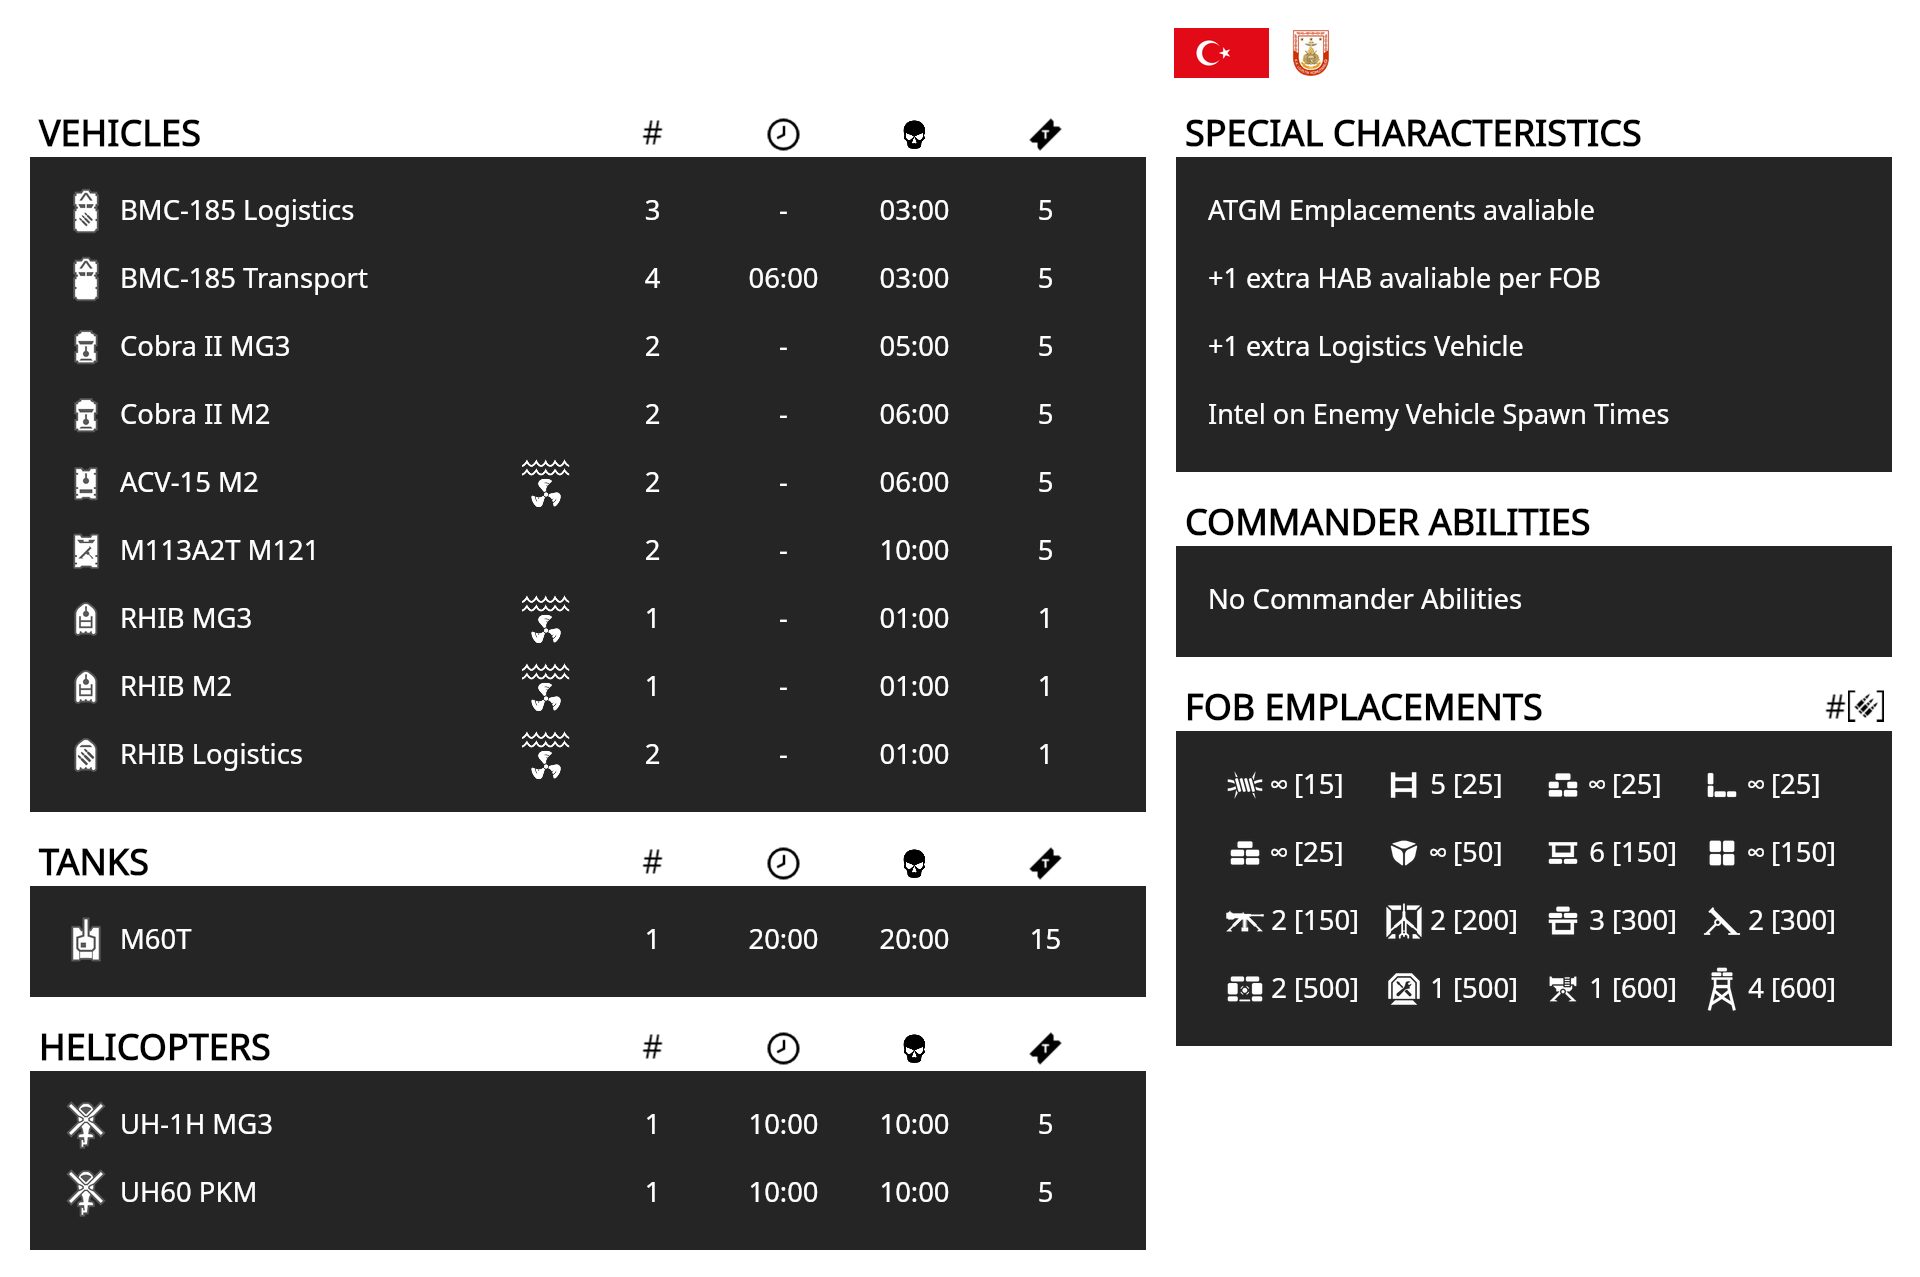 VEHICLES #
BMC-185 Logistics 3 - 03:00 5
BMC-185 Transport 4 06:00 03:00 5
Cobra II MG3 2 - 05:00 5
Cobra II M2 2 - 06:00 5
ACV-15 M2 2 - 06:00 5
M113A2T M121 2 - 10:00 5
RHIB MG3 1 - 01:00 1
RHIB M2 1 - 01:00 1
RHIB Logistics 2 - 01:00 1
TANKS #
M60T 1 20:00 20:00 15
HELICOPTERS #
UH-1H MG3 1 10:00 10:00 5
UH60 PKM 1 10:00 10:00 5
SPECIAL CHARACTERISTICS
ATGM Emplacements avaliable
+1 extra HAB avaliable per FOB
+1 extra Logistics Vehicle
Intel on Enemy Vehicle Spawn Times
COMMANDER ABILITIES
No Commander Abilities
FOB EMPLACEMENTS #[ ]
∞ [15] 5 [25] ∞ [25] ∞ [25]
∞ [25] ∞ [50] 6 [150] ∞ [150]
2 [150] 2 [200] 3 [300] 2 [300]
2 [500] 1 [500] 1 [600] 4 [600]